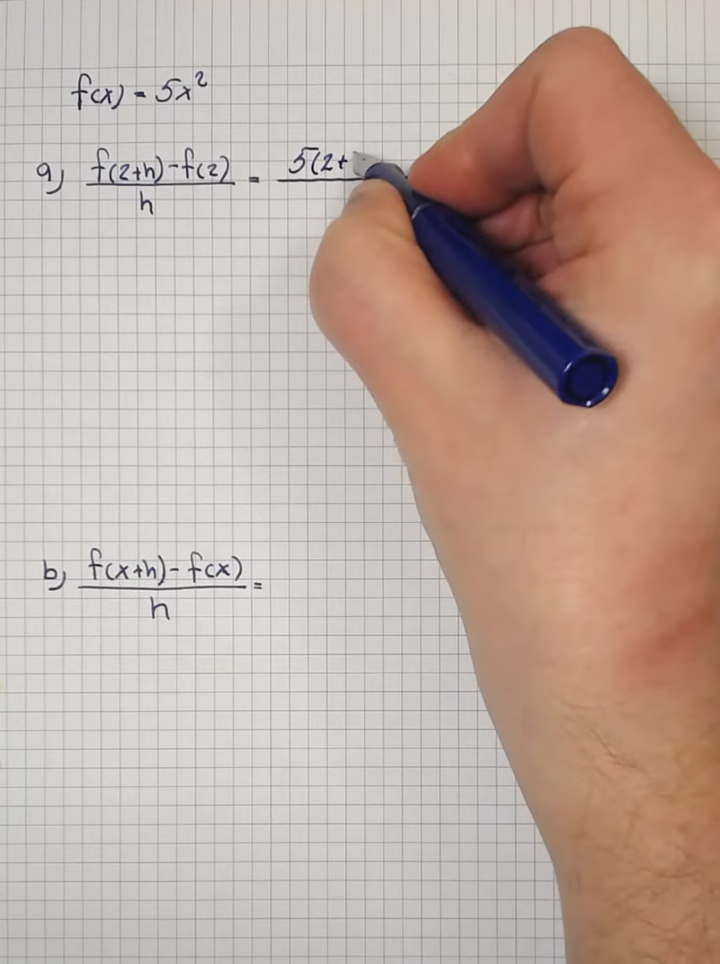 f(x) = 5x²
a) f(2+h)-f(2) / h = 5(2+
b) f(x+h)-f(x) / h =